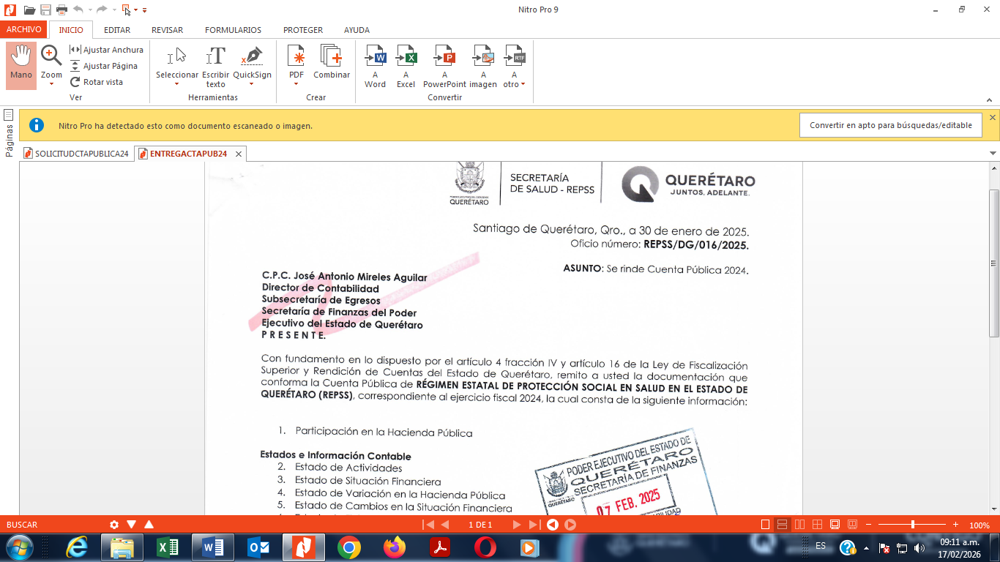 Nitro Pro 9
ARCHIVO INICIO EDITAR REVISAR FORMULARIOS PROTEGER AYUDA
Mano
Zoom
Ajustar Anchura
Ajustar Página
Rotar vista
Ver
Seleccionar
Escribir texto
QuickSign
Herramientas
PDF
Combinar
Crear
A Word
A Excel
A PowerPoint
A imagen
A otro
Convertir
Páginas
Nitro Pro ha detectado esto como documento escaneado o imagen.
Convertir en apto para búsquedas/editable
SOLICITUDCTAPUBLICA24
ENTREGACTAPUB24
QUERÉTARO
SECRETARÍA
DE SALUD - REPSS
QUERÉTARO
JUNTOS. ADELANTE.
Santiago de Querétaro, Qro., a 30 de enero de 2025.
Oficio número: REPSS/DG/016/2025.
ASUNTO: Se rinde Cuenta Pública 2024.
C.P.C. José Antonio Mireles Aguilar
Director de Contabilidad
Subsecretaría de Egresos
Secretaría de Finanzas del Poder
Ejecutivo del Estado de Querétaro
P R E S E N T E.
Con fundamento en lo dispuesto por el artículo 4 fracción IV y artículo 16 de la Ley de Fiscalización
Superior y Rendición de Cuentas del Estado de Querétaro, remito a usted la documentación que
conforma la Cuenta Pública de RÉGIMEN ESTATAL DE PROTECCIÓN SOCIAL EN SALUD EN EL ESTADO DE
QUERÉTARO (REPSS), correspondiente al ejercicio fiscal 2024, la cual consta de la siguiente información:
1. Participación en la Hacienda Pública
Estados e Información Contable
2. Estado de Actividades
3. Estado de Situación Financiera
4. Estado de Variación en la Hacienda Pública
5. Estado de Cambios en la Situación Financiera
PODER EJECUTIVO DEL ESTADO DE
QUERÉTARO
SECRETARÍA DE FINANZAS
QUERÉTARO
07 FEB. 2025
BUSCAR
1 DE 1
100%
ES
09:11 a.m.
17/02/2026